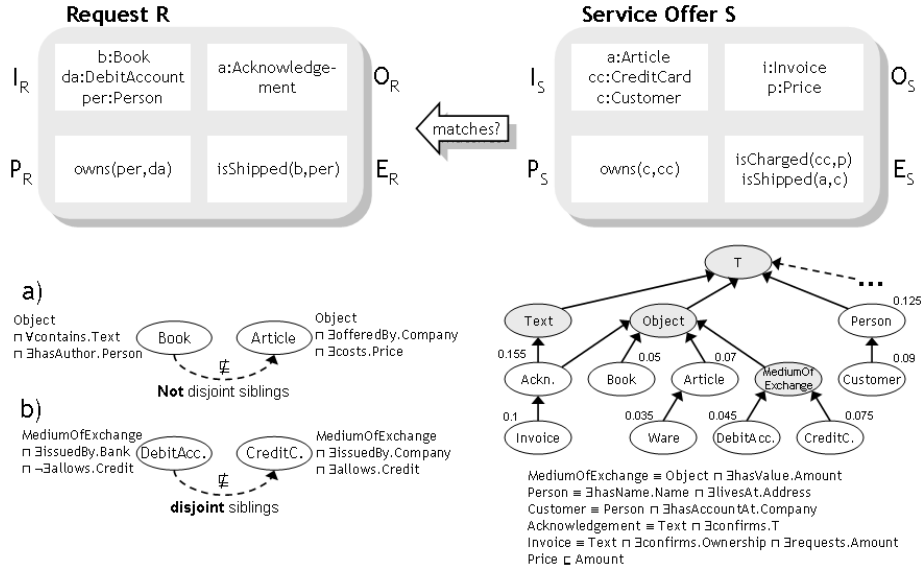 Request R
Service Offer S
I_R
b:Book
da:DebitAccount
per:Person
a:Acknowledge-
ment
O_R
P_R
owns(per,da)
isShipped(b,per)
E_R
matches?
I_S
a:Article
cc:CreditCard
c:Customer
i:Invoice
p:Price
O_S
P_S
owns(c,cc)
isCharged(cc,p)
isShipped(a,c)
E_S
a)
Object
⊓ ∀contains.Text
⊓ ∃hasAuthor.Person
Book
⋢
Article
Object
⊓ ∃offeredBy.Company
⊓ ∃costs.Price
Not disjoint siblings
b)
MediumOfExchange
⊓ ∃issuedBy.Bank
⊓ ¬∃allows.Credit
DebitAcc.
⋢
CreditC.
MediumOfExchange
⊓ ∃issuedBy.Company
⊓ ∃allows.Credit
disjoint siblings
T
...
Text
Object
0.125
Person
0.155
Ackn.
0.05
Book
0.07
Article
MediumOf
Exchange
0.09
Customer
0.1
Invoice
0.035
Ware
0.045
DebitAcc.
0.075
CreditC.
MediumOfExchange ≡ Object ⊓ ∃hasValue.Amount
Person ≡ ∃hasName.Name ⊓ ∃livesAt.Address
Customer ≡ Person ⊓ ∃hasAccountAt.Company
Acknowledgement ≡ Text ⊓ ∃confirms.T
Invoice ≡ Text ⊓ ∃confirms.Ownership ⊓ ∃requests.Amount
Price ⊑ Amount